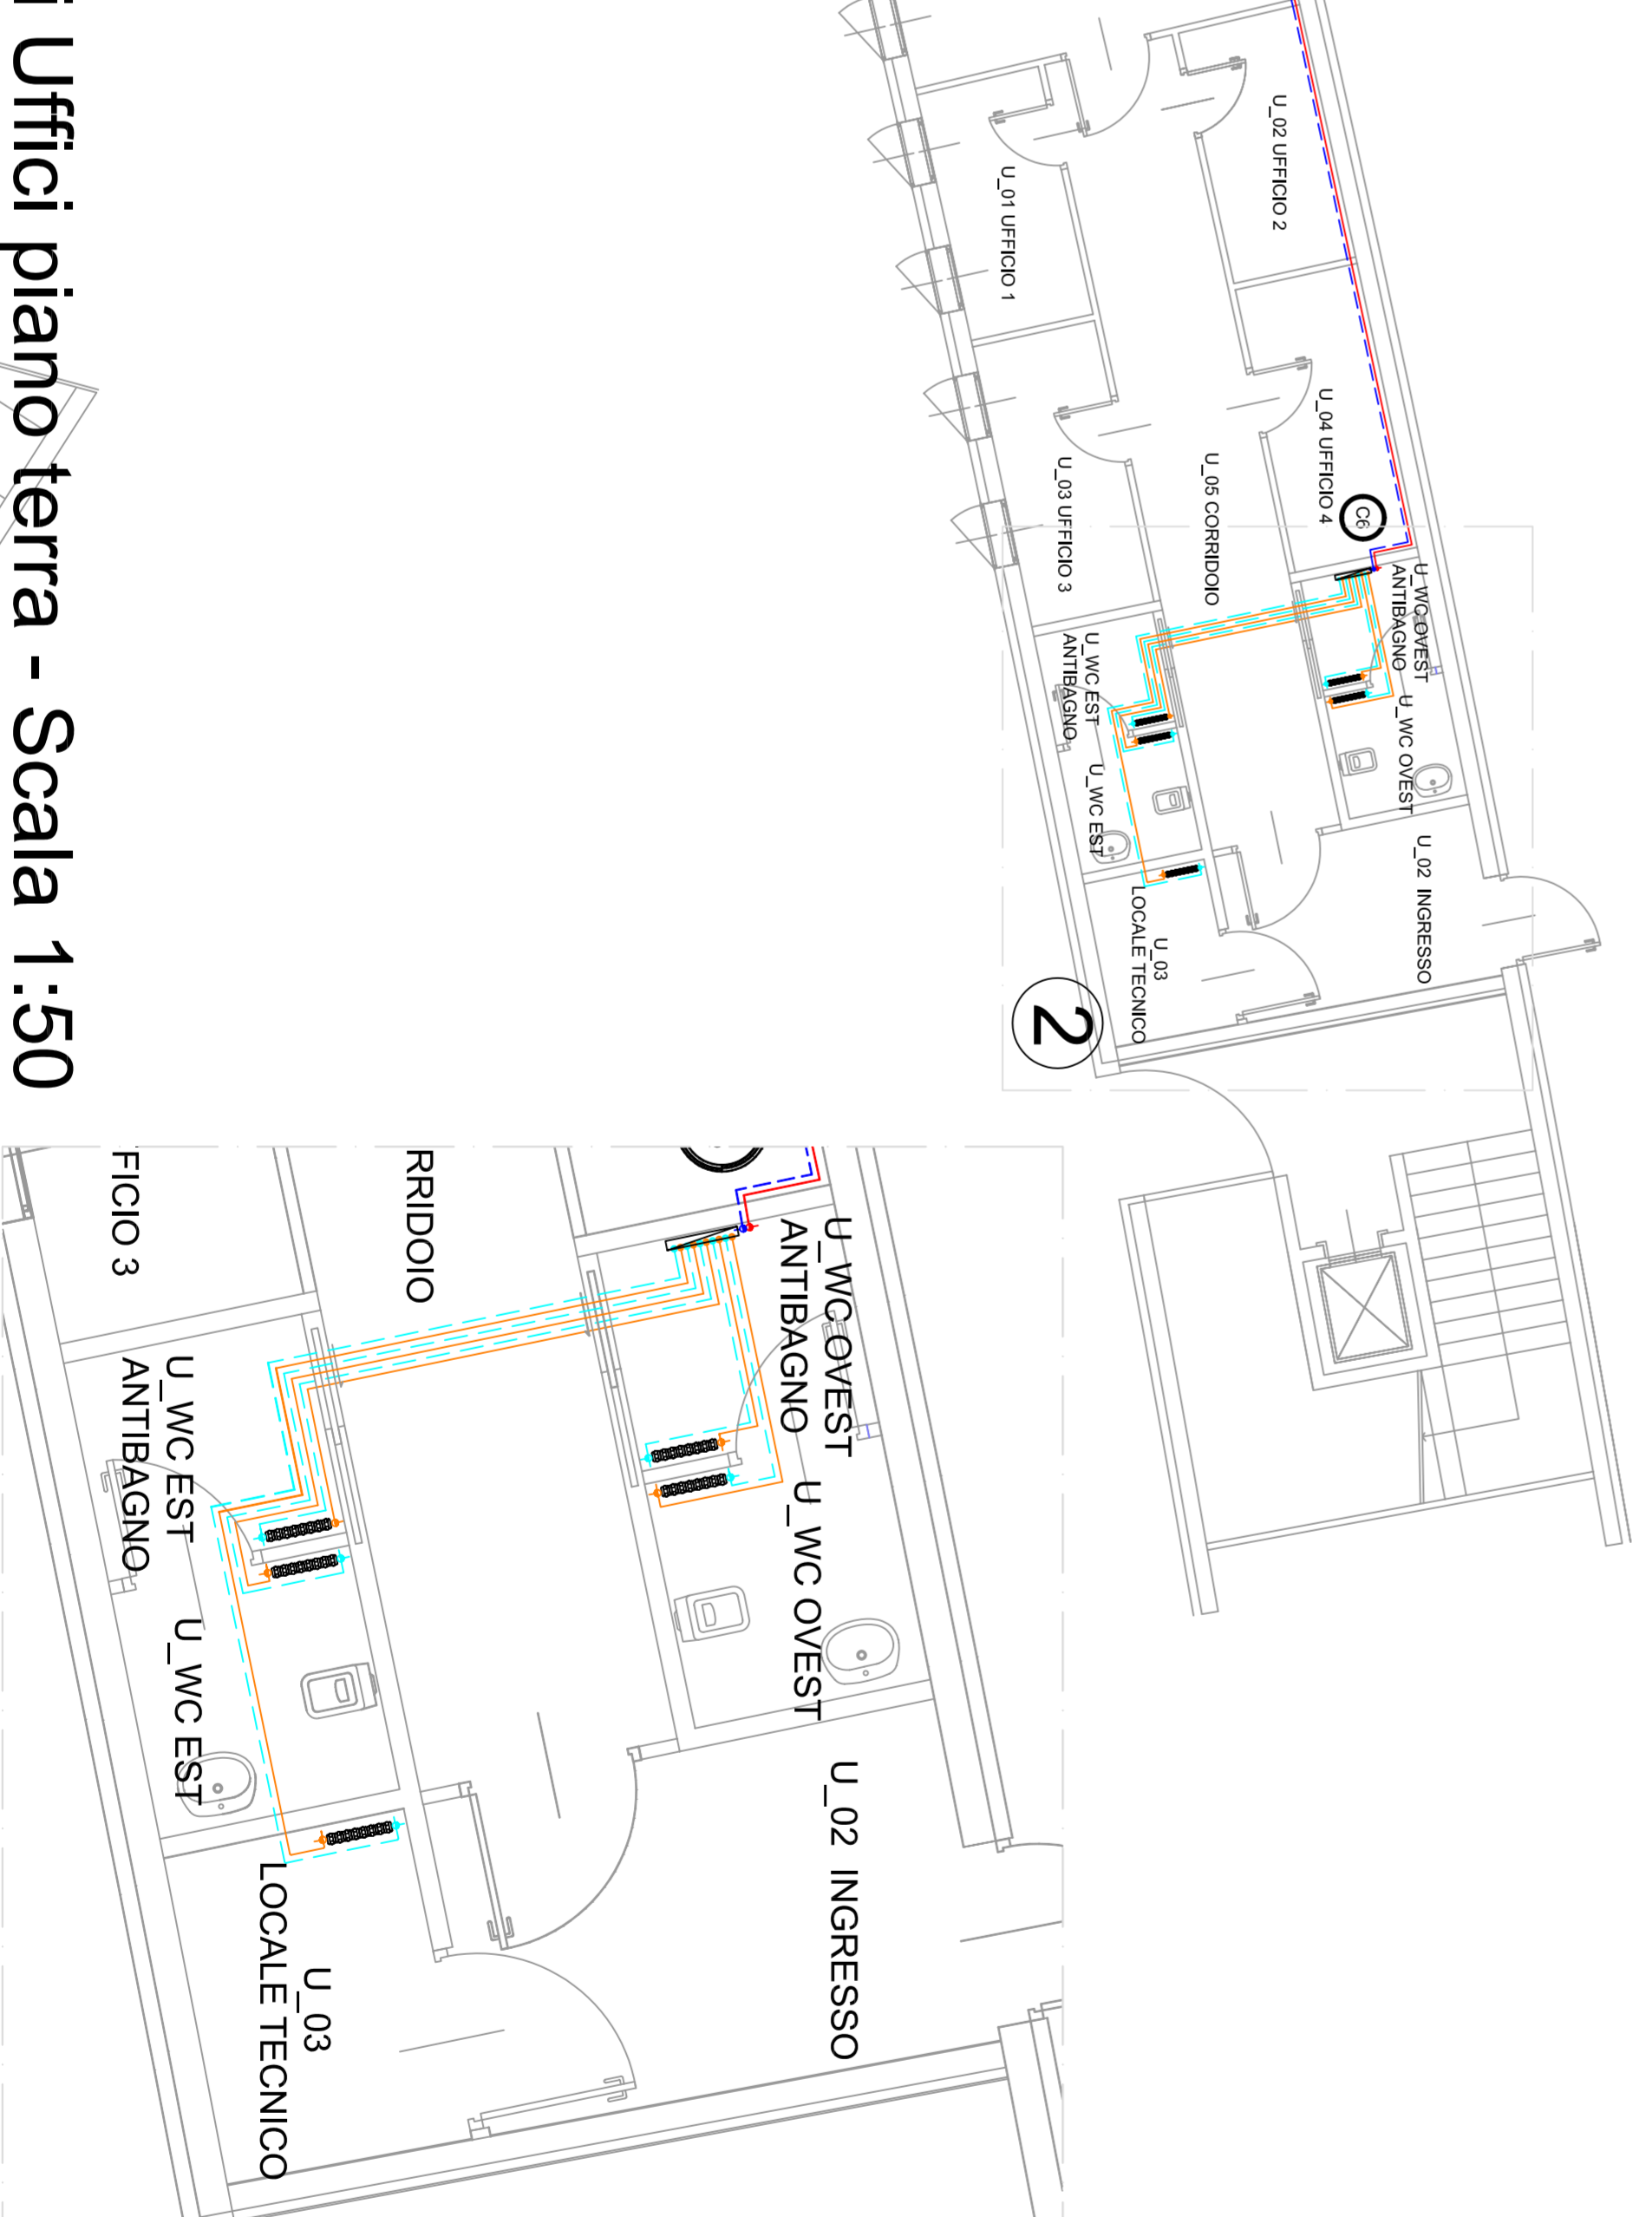 i Uffici piano terra - Scala 1:50
U_02 UFFICIO 2
U_01 UFFICIO 1
U_04 UFFICIO 4
C6
U_05 CORRIDOIO
U_03 UFFICIO 3
U_WC OVEST
ANTIBAGNO
U_WC OVEST
U_WC EST
ANTIBAGNO
U_WC EST
U_02 INGRESSO
U_03
LOCALE TECNICO
2
FICIO 3
RRIDOIO
U_WC OVEST
ANTIBAGNO
U_WC OVEST
U_WC EST
ANTIBAGNO
U_WC EST
U_02 INGRESSO
U_03
LOCALE TECNICO